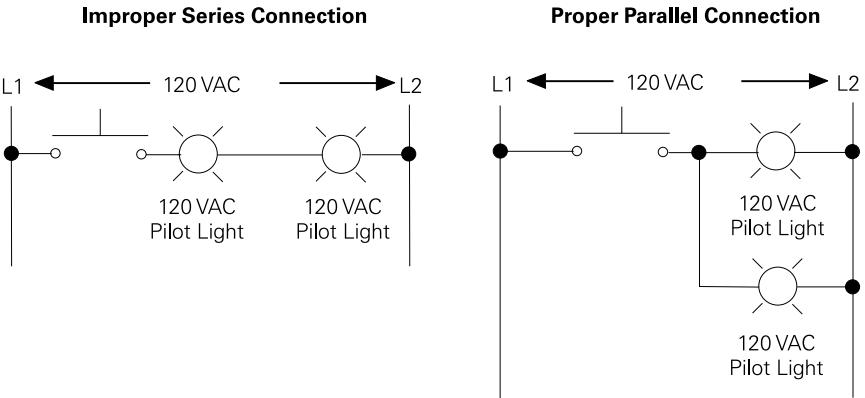 Improper Series Connection
L1 120 VAC L2
120 VAC
Pilot Light
120 VAC
Pilot Light
Proper Parallel Connection
L1 120 VAC L2
120 VAC
Pilot Light
120 VAC
Pilot Light